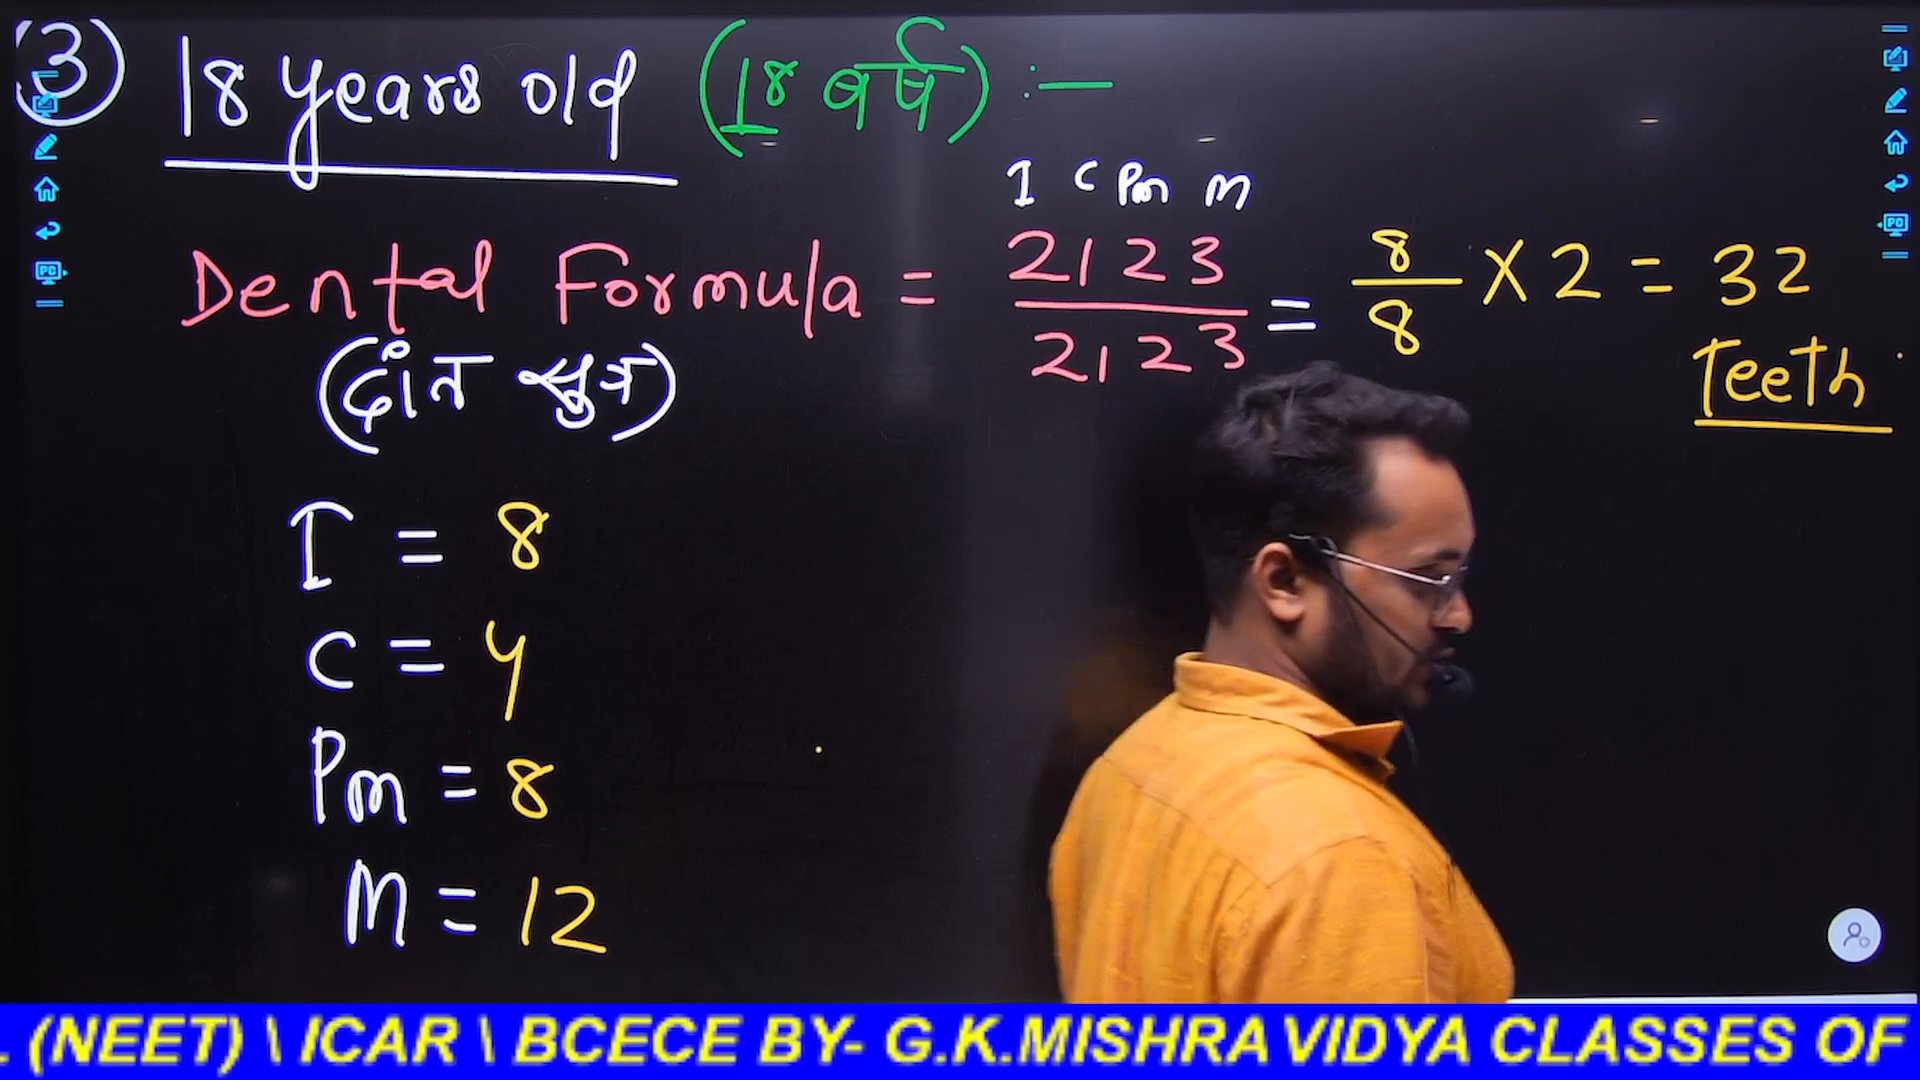 (3) 18 years old (18 वर्ष) :-
I C Pm M
Dental Formula = 2123/2123 = 8/8 X 2 = 32
(दांत सुत्र)
Teeth
I = 8
C = 4
Pm = 8
M = 12
. (NEET) \ ICAR \ BCECE BY- G.K.MISHRA VIDYA CLASSES OF